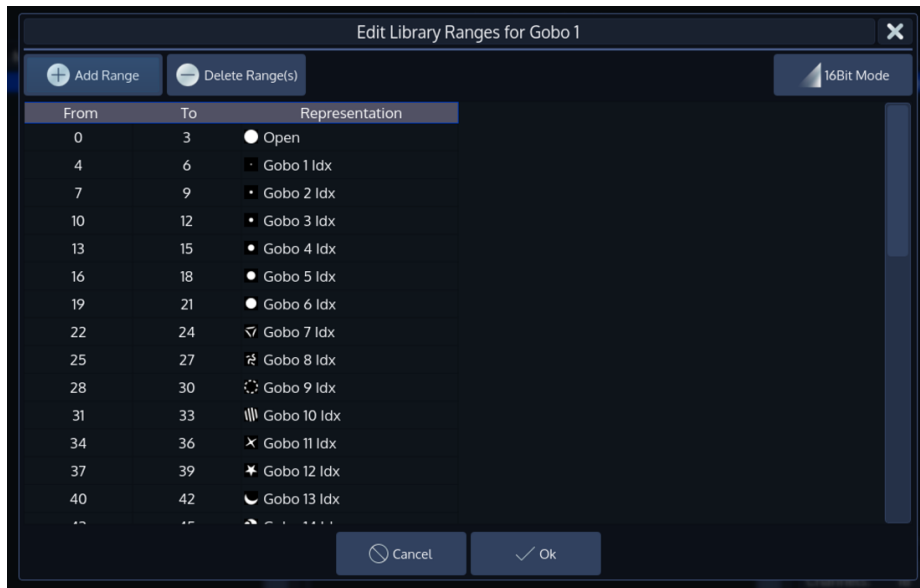 Edit Library Ranges for Gobo 1
Add Range Delete Range(s) 16Bit Mode
From To Representation
0 3 Open
4 6 Gobo 1 Idx
7 9 Gobo 2 Idx
10 12 Gobo 3 Idx
13 15 Gobo 4 Idx
16 18 Gobo 5 Idx
19 21 Gobo 6 Idx
22 24 Gobo 7 Idx
25 27 Gobo 8 Idx
28 30 Gobo 9 Idx
31 33 Gobo 10 Idx
34 36 Gobo 11 Idx
37 39 Gobo 12 Idx
40 42 Gobo 13 Idx
Cancel Ok